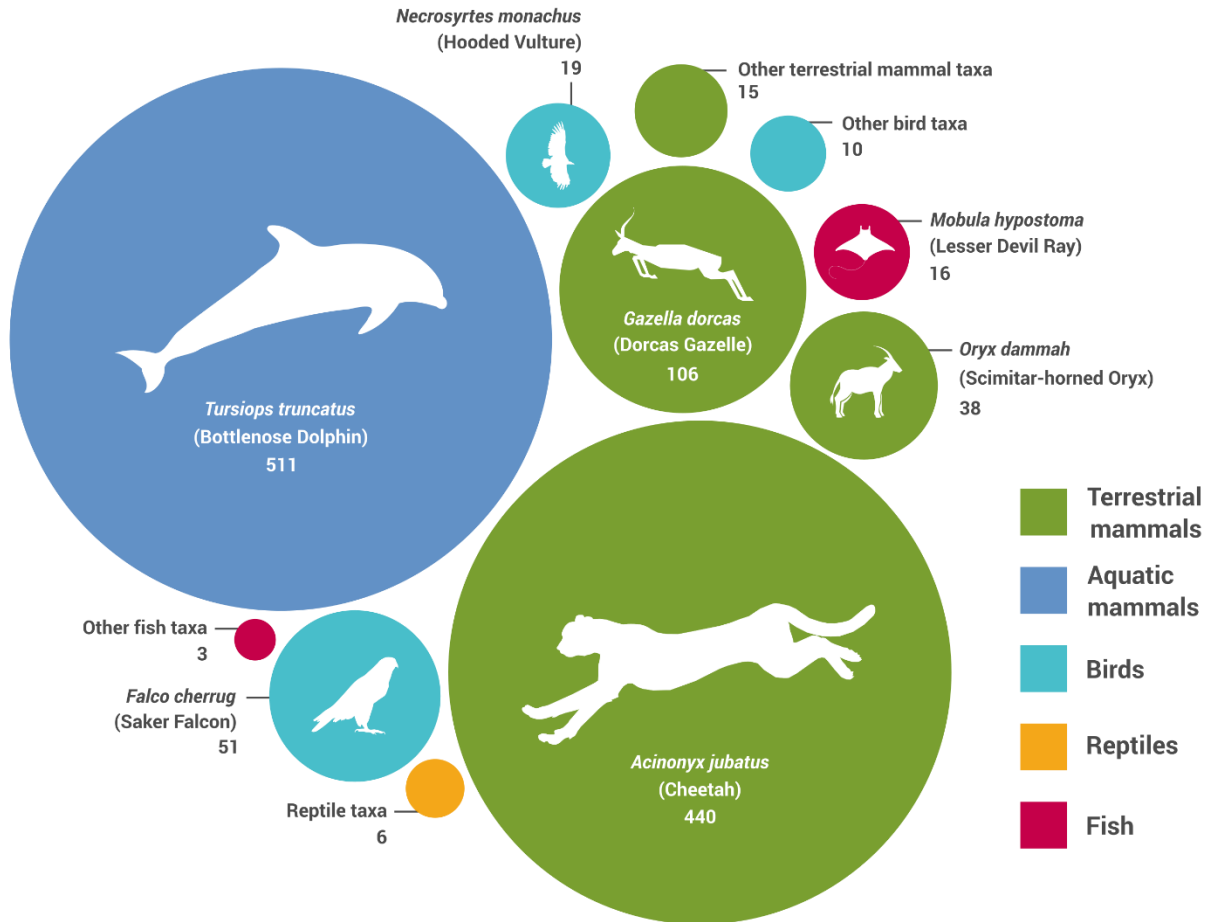 Necrosyrtes monachus
(Hooded Vulture)
19
Other terrestrial mammal taxa
15
Other bird taxa
10
Mobula hypostoma
(Lesser Devil Ray)
16
Gazella dorcas
(Dorcas Gazelle)
106
Oryx dammah
(Scimitar-horned Oryx)
38
Tursiops truncatus
(Bottlenose Dolphin)
511
Other fish taxa
3
Falco cherrug
(Saker Falcon)
51
Reptile taxa
6
Acinonyx jubatus
(Cheetah)
440
Terrestrial
mammals
Aquatic
mammals
Birds
Reptiles
Fish